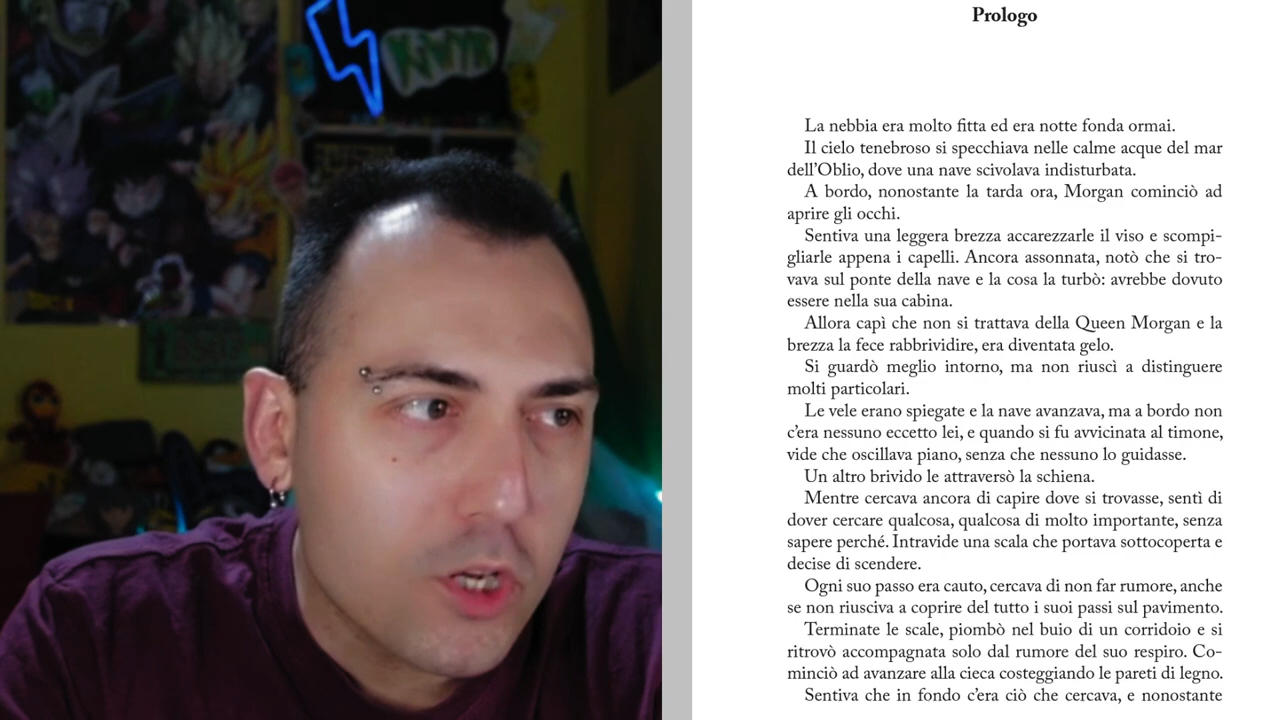 Prologo
La nebbia era molto fitta ed era notte fonda ormai.
Il cielo tenebroso si specchiava nelle calme acque del mar
dell’Oblio, dove una nave scivolava indisturbata.
A bordo, nonostante la tarda ora, Morgan cominciò ad
aprire gli occhi.
Sentiva una leggera brezza accarezzarle il viso e scompi-
gliarle appena i capelli. Ancora assonnata, notò che si tro-
vava sul ponte della nave e la cosa la turbò: avrebbe dovuto
essere nella sua cabina.
Allora capì che non si trattava della Queen Morgan e la
brezza la fece rabbrividire, era diventata gelo.
Si guardò meglio intorno, ma non riuscì a distinguere
molti particolari.
Le vele erano spiegate e la nave avanzava, ma a bordo non
c’era nessuno eccetto lei, e quando si fu avvicinata al timone,
vide che oscillava piano, senza che nessuno lo guidasse.
Un altro brivido le attraversò la schiena.
Mentre cercava ancora di capire dove si trovasse, sentì di
dover cercare qualcosa, qualcosa di molto importante, senza
sapere perché. Intravide una scala che portava sottocoperta e
decise di scendere.
Ogni suo passo era cauto, cercava di non far rumore, anche
se non riusciva a coprire del tutto i suoi passi sul pavimento.
Terminate le scale, piombò nel buio di un corridoio e si
ritrovò accompagnata solo dal rumore del suo respiro. Co-
minciò ad avanzare alla cieca costeggiando le pareti di legno.
Sentiva che in fondo c’era ciò che cercava, e nonostante